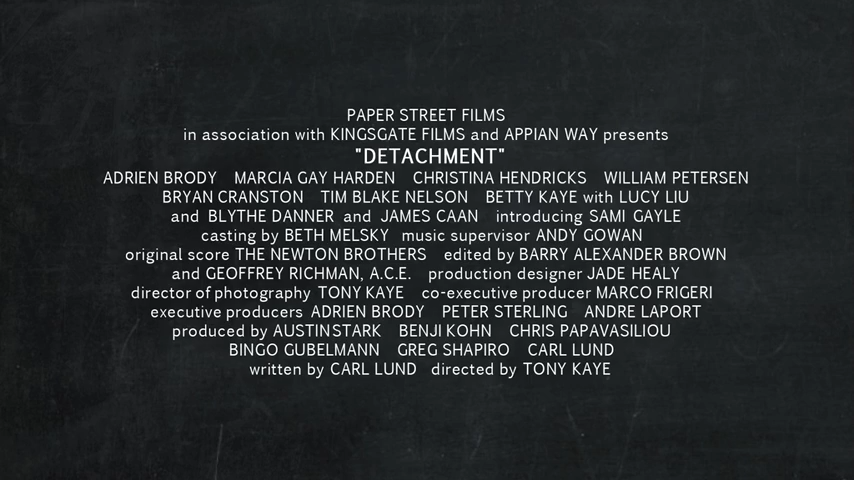 PAPER STREET FILMS
in association with KINGSGATE FILMS and APPIAN WAY presents
"DETACHMENT"
ADRIEN BRODY MARCIA GAY HARDEN CHRISTINA HENDRICKS WILLIAM PETERSEN
BRYAN CRANSTON TIM BLAKE NELSON BETTY KAYE with LUCY LIU
and BLYTHE DANNER and JAMES CAAN introducing SAMI GAYLE
casting by BETH MELSKY music supervisor ANDY GOWAN
original score THE NEWTON BROTHERS edited by BARRY ALEXANDER BROWN
and GEOFFREY RICHMAN, A.C.E. production designer JADE HEALY
director of photography TONY KAYE co-executive producer MARCO FRIGERI
executive producers ADRIEN BRODY PETER STERLING ANDRE LAPORT
produced by AUSTIN STARK BENJI KOHN CHRIS PAPAVASILIOU
BINGO GUBELMANN GREG SHAPIRO CARL LUND
written by CARL LUND directed by TONY KAYE